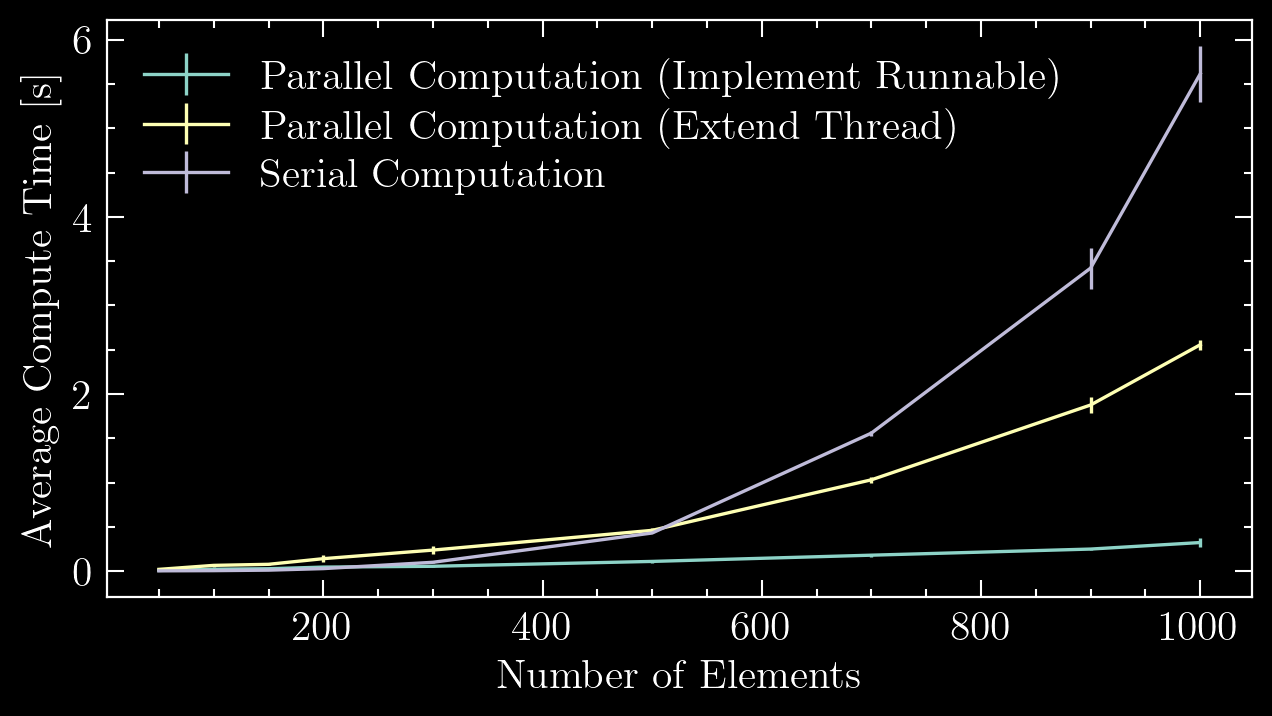 Parallel Computation (Implement Runnable)
Parallel Computation (Extend Thread)
Serial Computation
Average Compute Time [s]
6
4
2
0
200 400 600 800 1000
Number of Elements